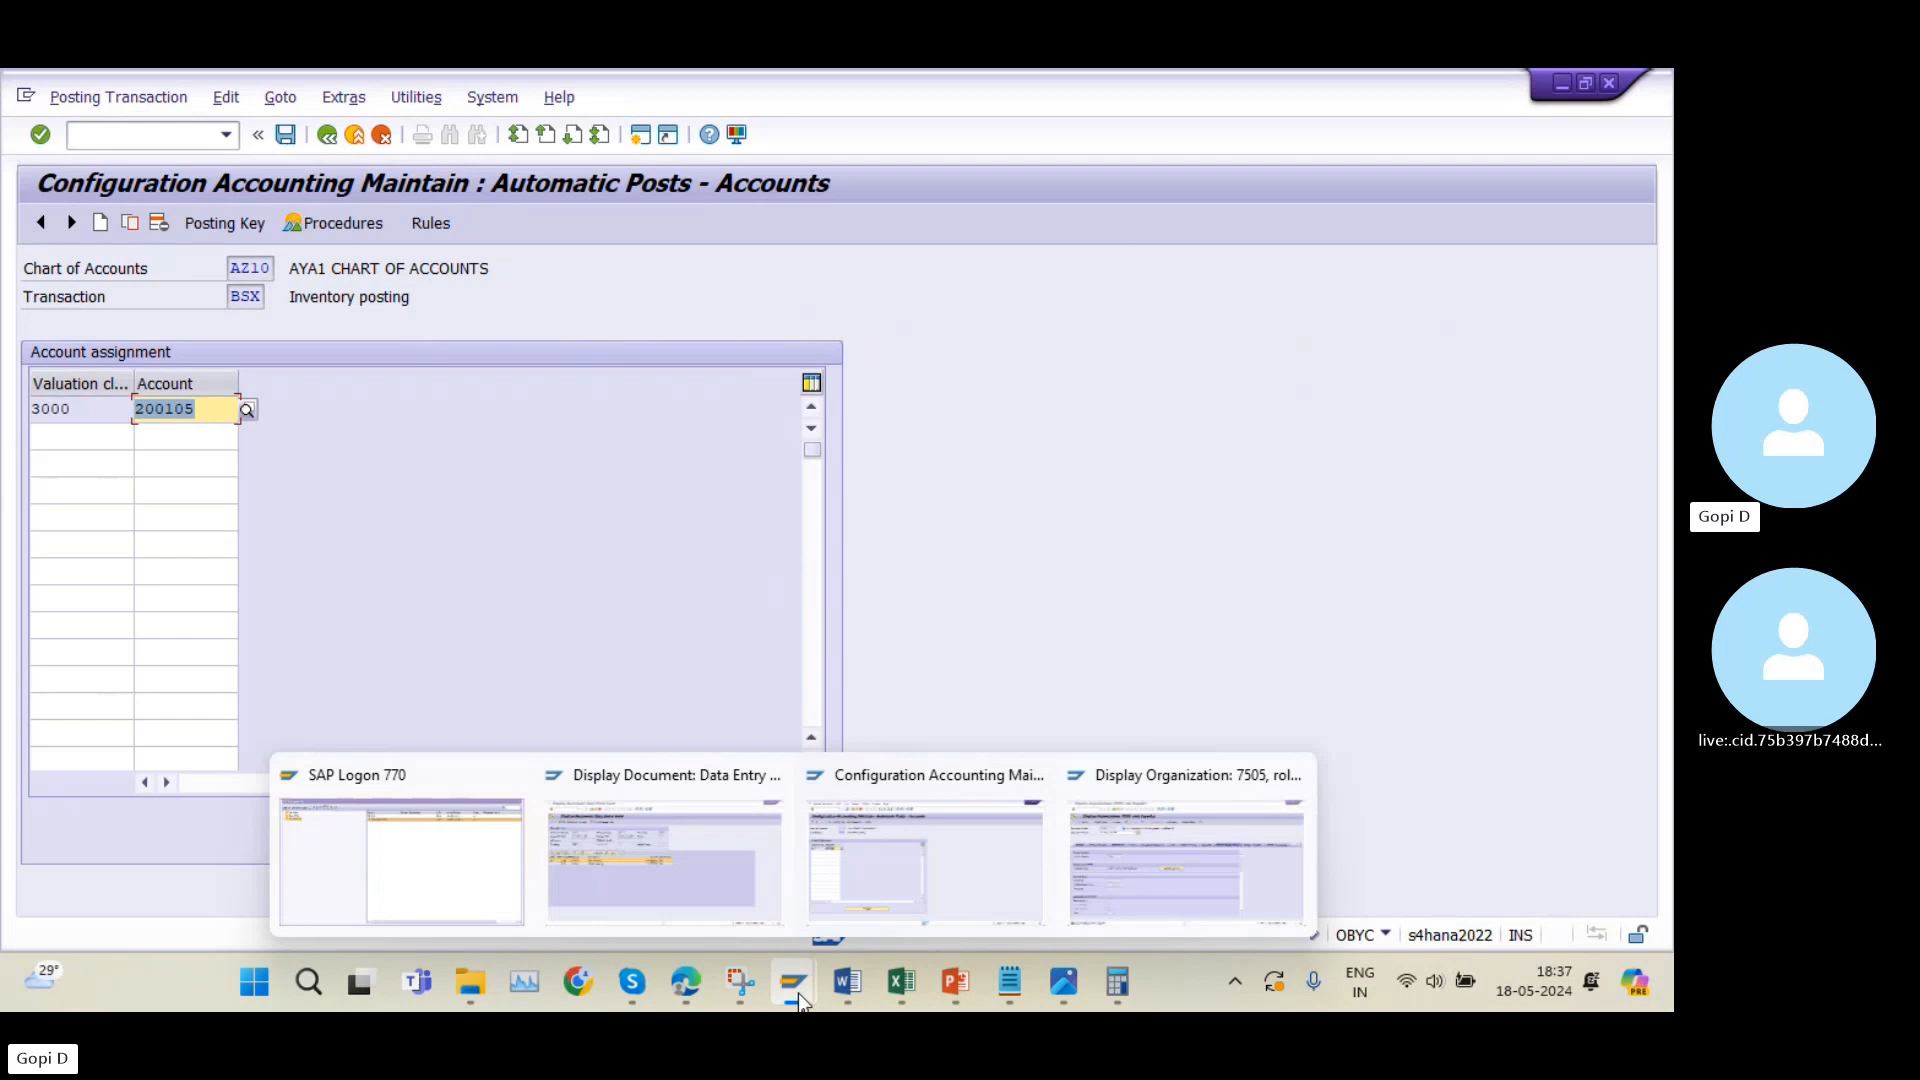 Posting Transaction Edit Goto Extras Utilities System Help
Configuration Accounting Maintain : Automatic Posts - Accounts
Posting Key Procedures Rules
Chart of Accounts AZ10 AYA1 CHART OF ACCOUNTS
Transaction BSX Inventory posting
Account assignment
Valuation cl... Account
3000 200105
SAP Logon 770
Display Document: Data Entry ...
Configuration Accounting Mai...
Display Organization: 7505, rol...
OBYC s4hana2022 INS
29°
ENG
IN
18:37
18-05-2024
PRE
Gopi D
live:.cid.75b397b7488d...
Gopi D